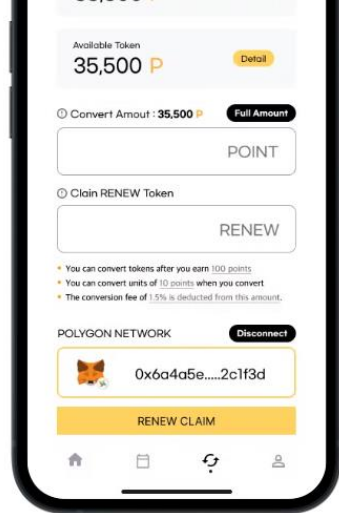 Available Token
35,500 P
Detail
Convert Amout : 35,500 P
Full Amount
POINT
Clain RENEW Token
RENEW
• You can convert tokens after you earn 100 points
• You can convert units of 10 points when you convert
• The conversion fee of 1.5% is deducted from this amount.
POLYGON NETWORK
Disconnect
0x6a4a5e.....2c1f3d
RENEW CLAIM